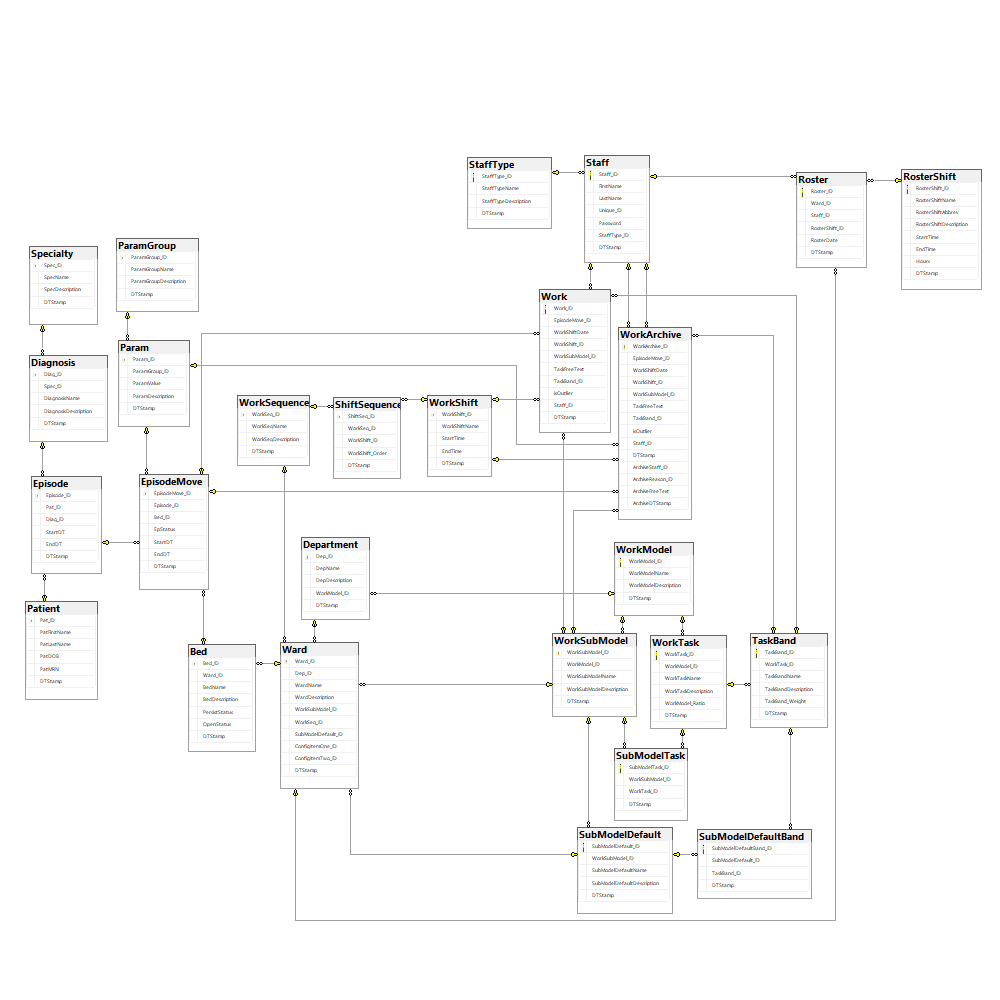 StaffType
StaffType_ID
StaffTypeName
StaffTypeDescription
DTStamp
Staff
Staff_ID
FirstName
LastName
Unique_ID
Password
StaffType_ID
DTStamp
Roster
Roster_ID
Ward_ID
Staff_ID
RosterShift_ID
RosterDate
DTStamp
RosterShift
RosterShift_ID
RosterShiftName
RosterShiftAbbrev
RosterShiftDescription
StartTime
EndTime
Hours
DTStamp
Specialty
Spec_ID
SpecName
SpecDescription
DTStamp
ParamGroup
ParamGroup_ID
ParamGroupName
ParamGroupDescription
DTStamp
Work
Work_ID
EpisodeMove_ID
WorkShiftDate
WorkShift_ID
WorkSubModel_ID
TaskFreeText
TaskBand_ID
isOutlier
Staff_ID
DTStamp
WorkArchive
WorkArchive_ID
EpisodeMove_ID
WorkShiftDate
WorkShift_ID
WorkSubModel_ID
TaskFreeText
TaskBand_ID
isOutlier
Staff_ID
DTStamp
ArchiveStaff_ID
ArchiveReason_ID
ArchiveFreeText
ArchiveDTStamp
Diagnosis
Diag_ID
Spec_ID
DiagnosisName
DiagnosisDescription
DTStamp
Param
Param_ID
ParamGroup_ID
ParamValue
ParamDescription
DTStamp
WorkSequence
WorkSeq_ID
WorkSeqName
WorkSeqDescription
DTStamp
ShiftSequence
ShiftSeq_ID
WorkSeq_ID
WorkShift_ID
WorkShift_Order
DTStamp
WorkShift
WorkShift_ID
WorkShiftName
StartTime
EndTime
DTStamp
Episode
Episode_ID
Pat_ID
Diag_ID
StartDT
EndDT
DTStamp
EpisodeMove
EpisodeMove_ID
Episode_ID
Bed_ID
EpStatus
StartDT
EndDT
DTStamp
Department
Dep_ID
DepName
DepDescription
WorkModel_ID
DTStamp
WorkModel
WorkModel_ID
WorkModelName
WorkModelDescription
DTStamp
Patient
Pat_ID
PatFirstName
PatLastName
PatDOB
PatMRN
DTStamp
Bed
Bed_ID
Ward_ID
BedName
BedDescription
PersistStatus
OpenStatus
DTStamp
Ward
Ward_ID
Dep_ID
WardName
WardDescription
WorkSubModel_ID
WorkSeq_ID
SubModelDefault_ID
ConfigItemOne_ID
ConfigItemTwo_ID
DTStamp
WorkSubModel
WorkSubModel_ID
WorkModel_ID
WorkSubModelName
WorkSubModelDescription
DTStamp
WorkTask
WorkTask_ID
WorkModel_ID
WorkTaskName
WorkTaskDescription
WorkModel_Ratio
DTStamp
TaskBand
TaskBand_ID
WorkTask_ID
TaskBandName
TaskBandDescription
TaskBand_Weight
DTStamp
SubModelTask
SubModelTask_ID
WorkSubModel_ID
WorkTask_ID
DTStamp
SubModelDefault
SubModelDefault_ID
WorkSubModel_ID
SubModelDefaultName
SubModelDefaultDescription
DTStamp
SubModelDefaultBand
SubModelDefaultBand_ID
SubModelDefault_ID
TaskBand_ID
DTStamp